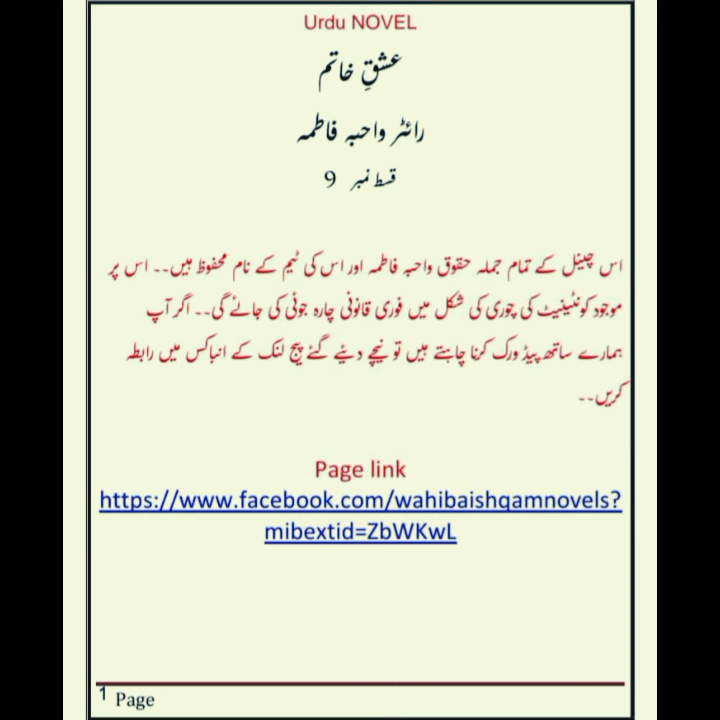 Urdu NOVEL
عشقِ خاتم
رائٹر واحبہ فاطمہ
قسط نمبر 9
اس چینل کے تمام جملہ حقوق واحبہ فاطمہ اور اس کی ٹیم کے نام محفوظ ہیں۔۔ اس پر
موجود کونٹینیٹ کی چوری کی شکل میں فوری قانونی چارہ جوئی کی جائے گی۔۔ اگر آپ
ہمارے ساتھ پیڈ ورک کرنا چاہتے ہیں تو نیچے دیئے گئے پیج لنک کے انباکس میں رابطہ
کریں۔۔
Page link
https://www.facebook.com/wahibaishqamnovels?
mibextid=ZbWKwL
1 Page